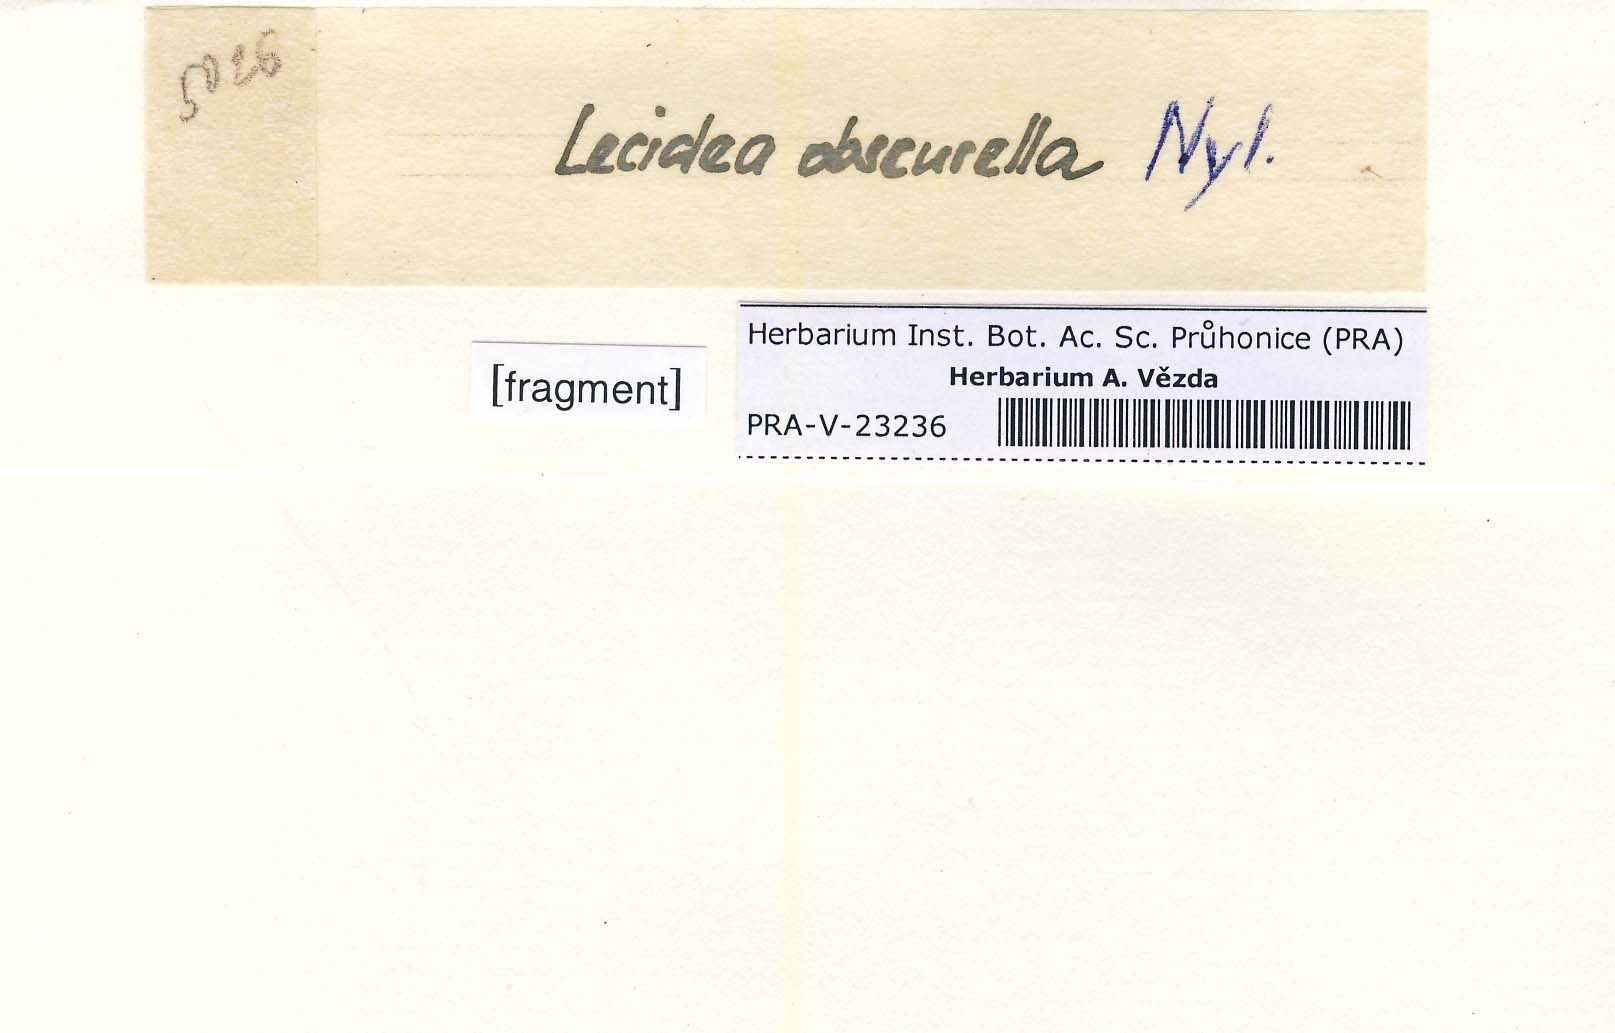 5026
Lecidea obscurella Nyl.
[fragment]
Herbarium Inst. Bot. Ac. Sc. Průhonice (PRA)
Herbarium A. Vězda
PRA-V-23236